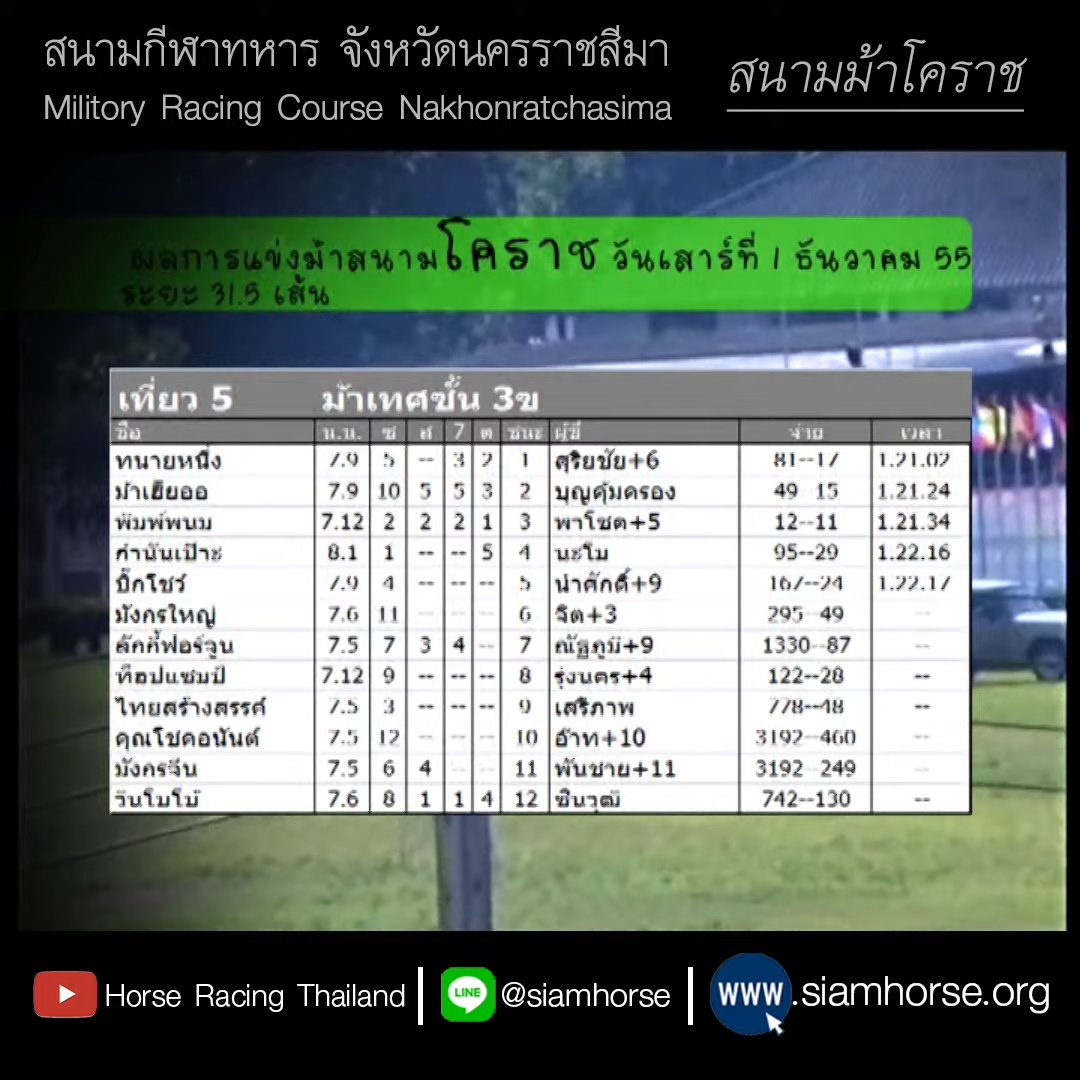 สนามกีฬาทหาร จังหวัดนครราชสีมา
Militory Racing Course Nakhonratchasima
สนามม้าโคราช
ผลการแข่งม้าสนามโคราช วันเสาร์ที่ 1 ธันวาคม 55
ระยะ 31.5 เส้น
เที่ยว 5 ม้าเทศชั้น 3ข
ชื่อ น.น. ซ ส 7 ต ชนะ ผู้ขี่ จ่าย เวลา
ทนายหนึ่ง 7.9 5 -- 3 2 1 สุริยชัย+6 81--17 1.21.02
ม้าเฮียออ 7.9 10 5 5 3 2 บุญคุ้มครอง 49--15 1.21.24
พิมพ์พนม 7.12 2 2 2 1 3 พาโชค+5 12--11 1.21.34
กำนันเป๊าะ 8.1 1 -- -- 5 4 นะโม 95--29 1.22.16
บิ๊กโชว์ 7.9 4 -- -- -- 5 นำศักดิ์+9 167--24 1.22.17
มังกรใหญ่ 7.6 11 -- -- -- 6 จิต+3 295--49 --
ลักกี้ฟอร์จูน 7.5 7 3 4 -- 7 ณัฐภูมิ+9 1330--87 --
ท๊อปแชมป์ 7.12 9 -- -- -- 8 รุ่งนคร+4 122--28 --
ไทยสร้างสรรค์ 7.5 3 -- -- -- 9 เสรีภาพ 778--48 --
คุณโชคอนันต์ 7.5 12 -- -- -- 10 อ๊าท+10 3192--460 --
มังกรจีน 7.5 6 4 -- -- 11 พันชาย+11 3192--249 --
วินโมโม่ 7.6 8 1 1 4 12 ชินวุฒิ 742--130 --
Horse Racing Thailand
LINE @siamhorse
www.siamhorse.org